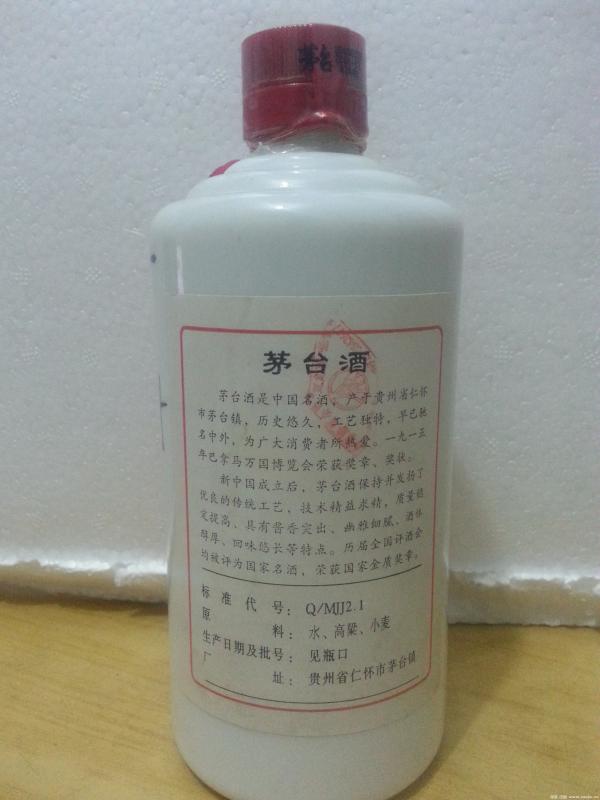 茅台
茅台酒
茅台酒是中国名酒，产于贵州省仁怀
市茅台镇，历史悠久，工艺独特，早已驰
名中外，为广大消费者所热爱。一九一五
年巴拿马万国博览会荣获奖章、奖状。
新中国成立后，茅台酒保持并发扬了
优良的传统工艺，技术精益求精，质量稳
定提高、具有酱香突出、幽雅细腻、酒体
醇厚、回味悠长等特点。历届全国评酒会
均被评为国家名酒，荣获国家金质奖章。
标准代号：Q/MJJ2.1
原料：水、高粱、小麦
生产日期及批号：见瓶口
厂址：贵州省仁怀市茅台镇